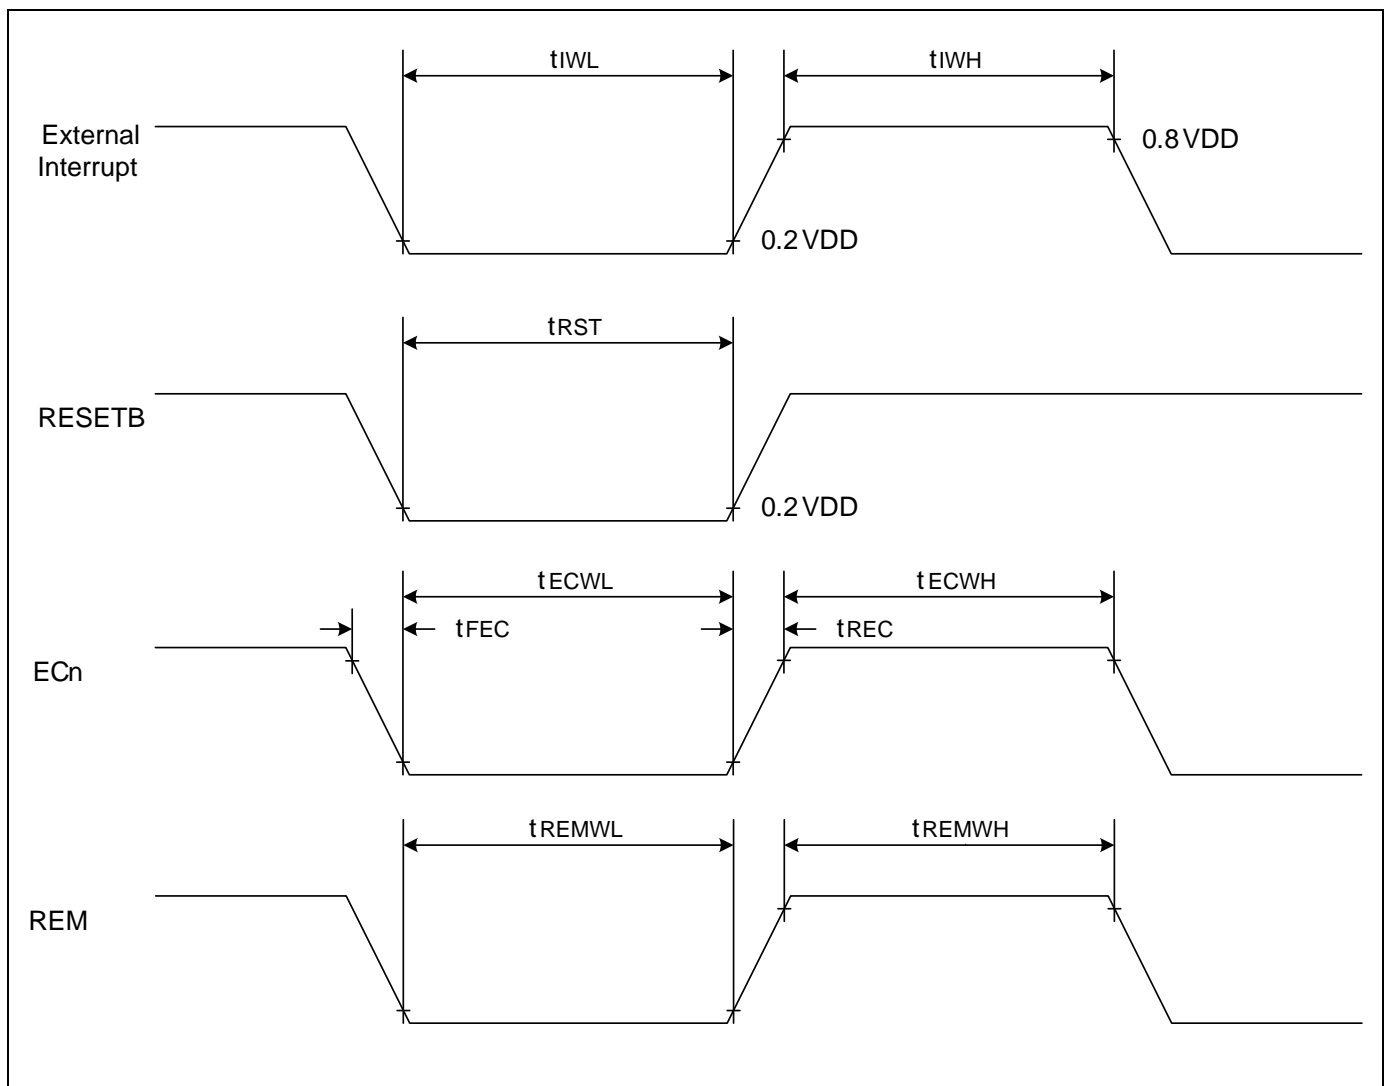 tIWL
tIWH
External
Interrupt
0.8VDD
0.2VDD
tRST
RESETB
0.2VDD
tECWL
tECWH
tFEC
tREC
ECn
tREMWL
tREMWH
REM